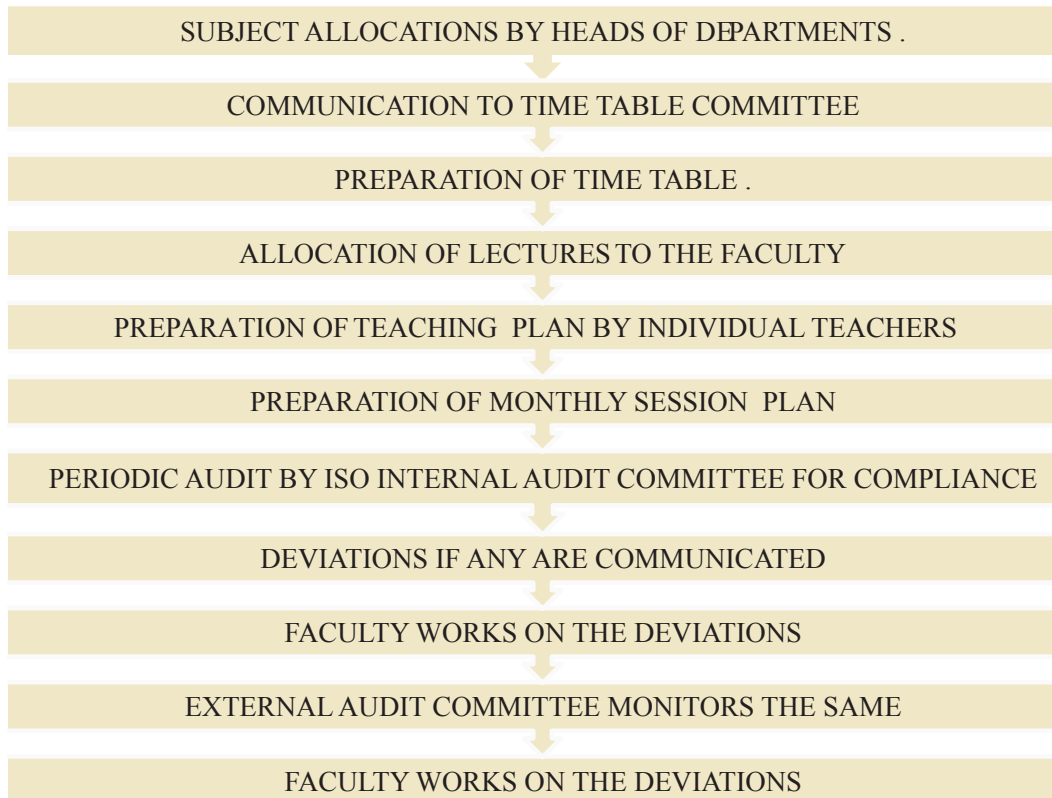 SUBJECT ALLOCATIONS BY HEADS OF DEPARTMENTS .
COMMUNICATION TO TIME TABLE COMMITTEE
PREPARATION OF TIME TABLE .
ALLOCATION OF LECTURES TO THE FACULTY
PREPARATION OF TEACHING PLAN BY INDIVIDUAL TEACHERS
PREPARATION OF MONTHLY SESSION PLAN
PERIODIC AUDIT BY ISO INTERNAL AUDIT COMMITTEE FOR COMPLIANCE
DEVIATIONS IF ANY ARE COMMUNICATED
FACULTY WORKS ON THE DEVIATIONS
EXTERNAL AUDIT COMMITTEE MONITORS THE SAME
FACULTY WORKS ON THE DEVIATIONS